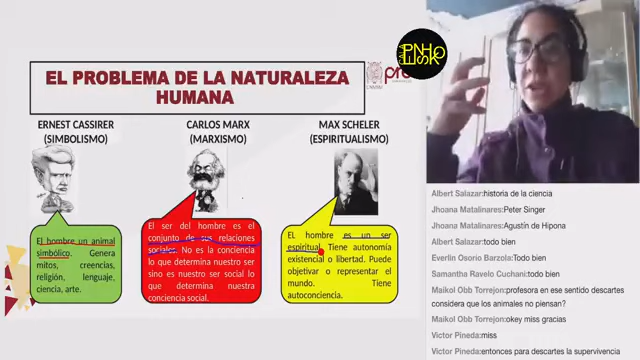 EL PROBLEMA DE LA NATURALEZA
HUMANA
ERNEST CASSIRER
(SIMBOLISMO)
CARLOS MARX
(MARXISMO)
MAX SCHELER
(ESPIRITUALISMO)
El hombre un animal
simbólico. Genera
mitos, creencias,
religión, lenguaje,
ciencia, arte.
El ser del hombre es el
conjunto de sus relaciones
sociales. No es la conciencia
lo que determina nuestro ser
sino es nuestro ser social lo
que determina nuestra
conciencia social.
EL hombre es un ser
espiritual. Tiene autonomía
existencial o libertad. Puede
objetivar o representar el
mundo. Tiene
autoconciencia.
Albert Salazar:historia de la ciencia
Jhoana Matalinares:Peter Singer
Jhoana Matalinares:Agustín de Hipona
Albert Salazar:todo bien
Everlin Osorio Barzola:Todo bien
Samantha Ravelo Cuchani:todo bien
Maikol Obb Torrejon:profesora en ese sentido descartes
considera que los animales no piensan?
Maikol Obb Torrejon:okey miss gracias
Victor Pineda:miss
Victor Pineda:entonces para descartes la supervivencia